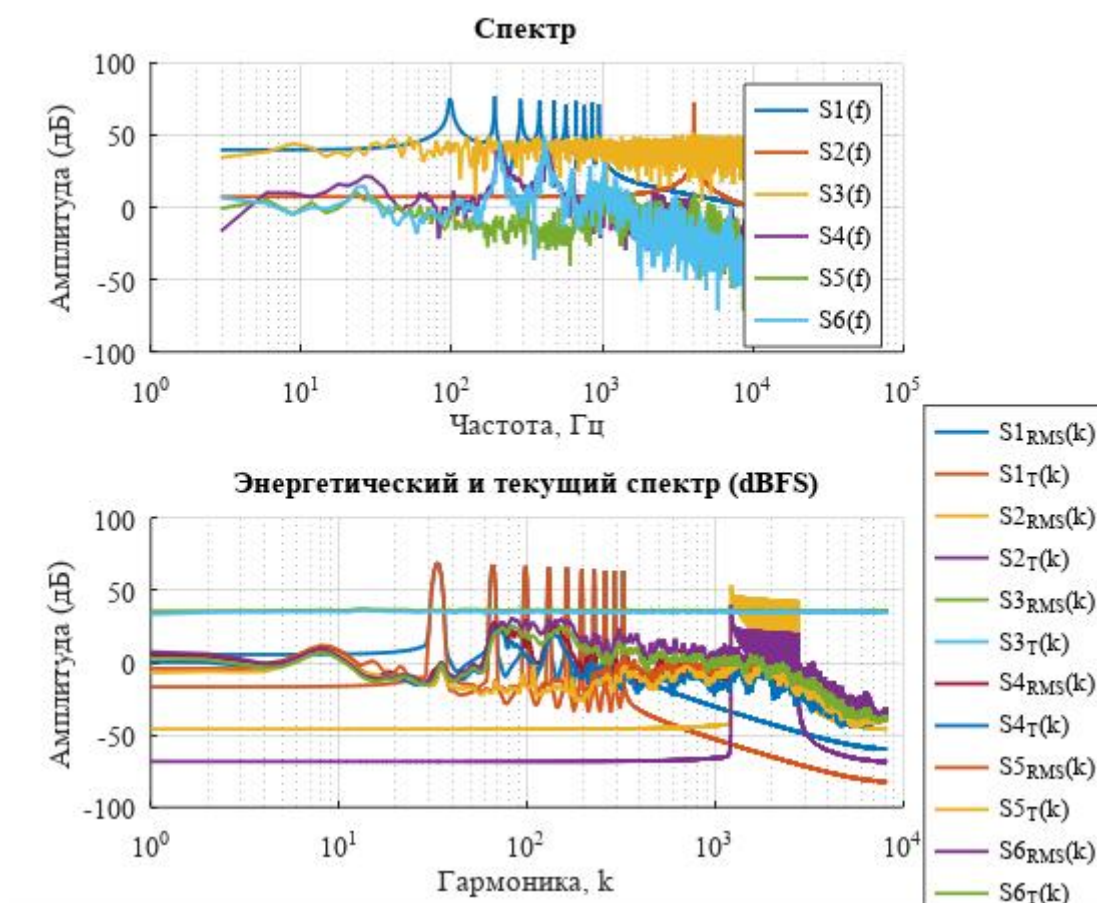 Спектр
100
50
0
-50
-100
Амплитуда (дБ)
10⁰ 10¹ 10² 10³ 10⁴ 10⁵
Частота, Гц
S1(f)
S2(f)
S3(f)
S4(f)
S5(f)
S6(f)
Энергетический и текущий спектр (dBFS)
100
50
0
-50
-100
Амплитуда (дБ)
10⁰ 10¹ 10² 10³ 10⁴
Гармоника, k
S1RMS(k)
S1T(k)
S2RMS(k)
S2T(k)
S3RMS(k)
S3T(k)
S4RMS(k)
S4T(k)
S5RMS(k)
S5T(k)
S6RMS(k)
S6T(k)